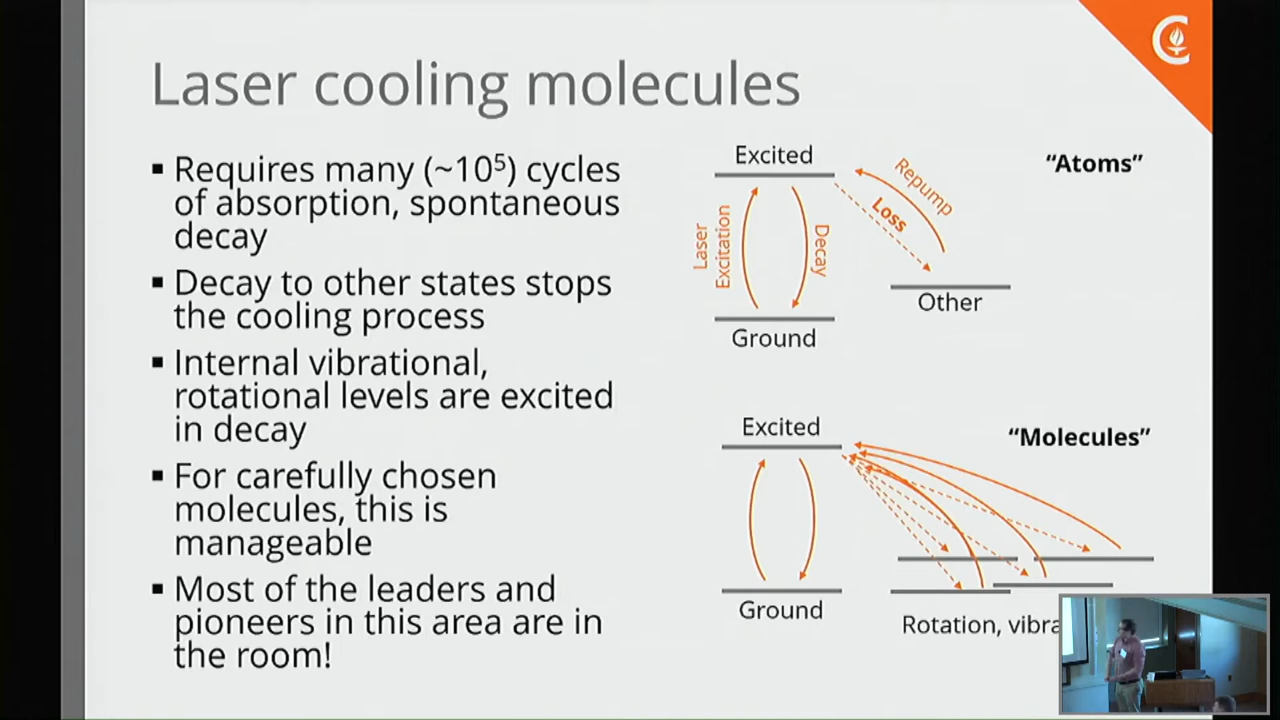 Laser cooling molecules
▪ Requires many (~10⁵) cycles
of absorption, spontaneous
decay
▪ Decay to other states stops
the cooling process
▪ Internal vibrational,
rotational levels are excited
in decay
▪ For carefully chosen
molecules, this is
manageable
▪ Most of the leaders and
pioneers in this area are in
the room!
Excited
"Atoms"
Repump
Loss
Laser
Excitation
Decay
Other
Ground
Excited
“Molecules”
Ground
Rotation, vibra